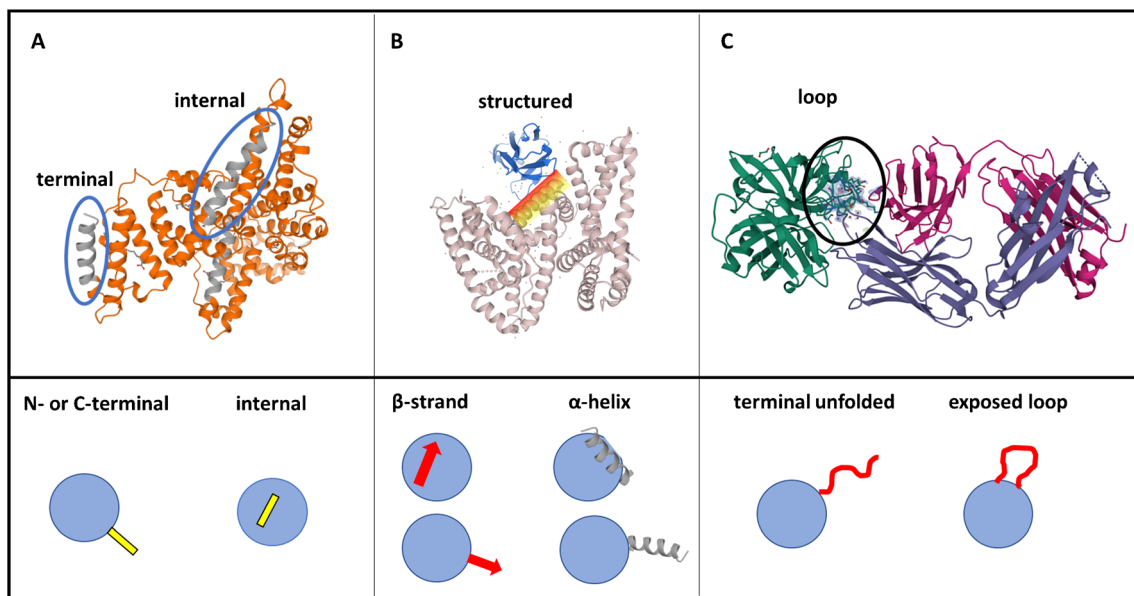 A
internal
terminal
B
structured
C
loop
N- or C-terminal
internal
β-strand
α-helix
terminal unfolded
exposed loop